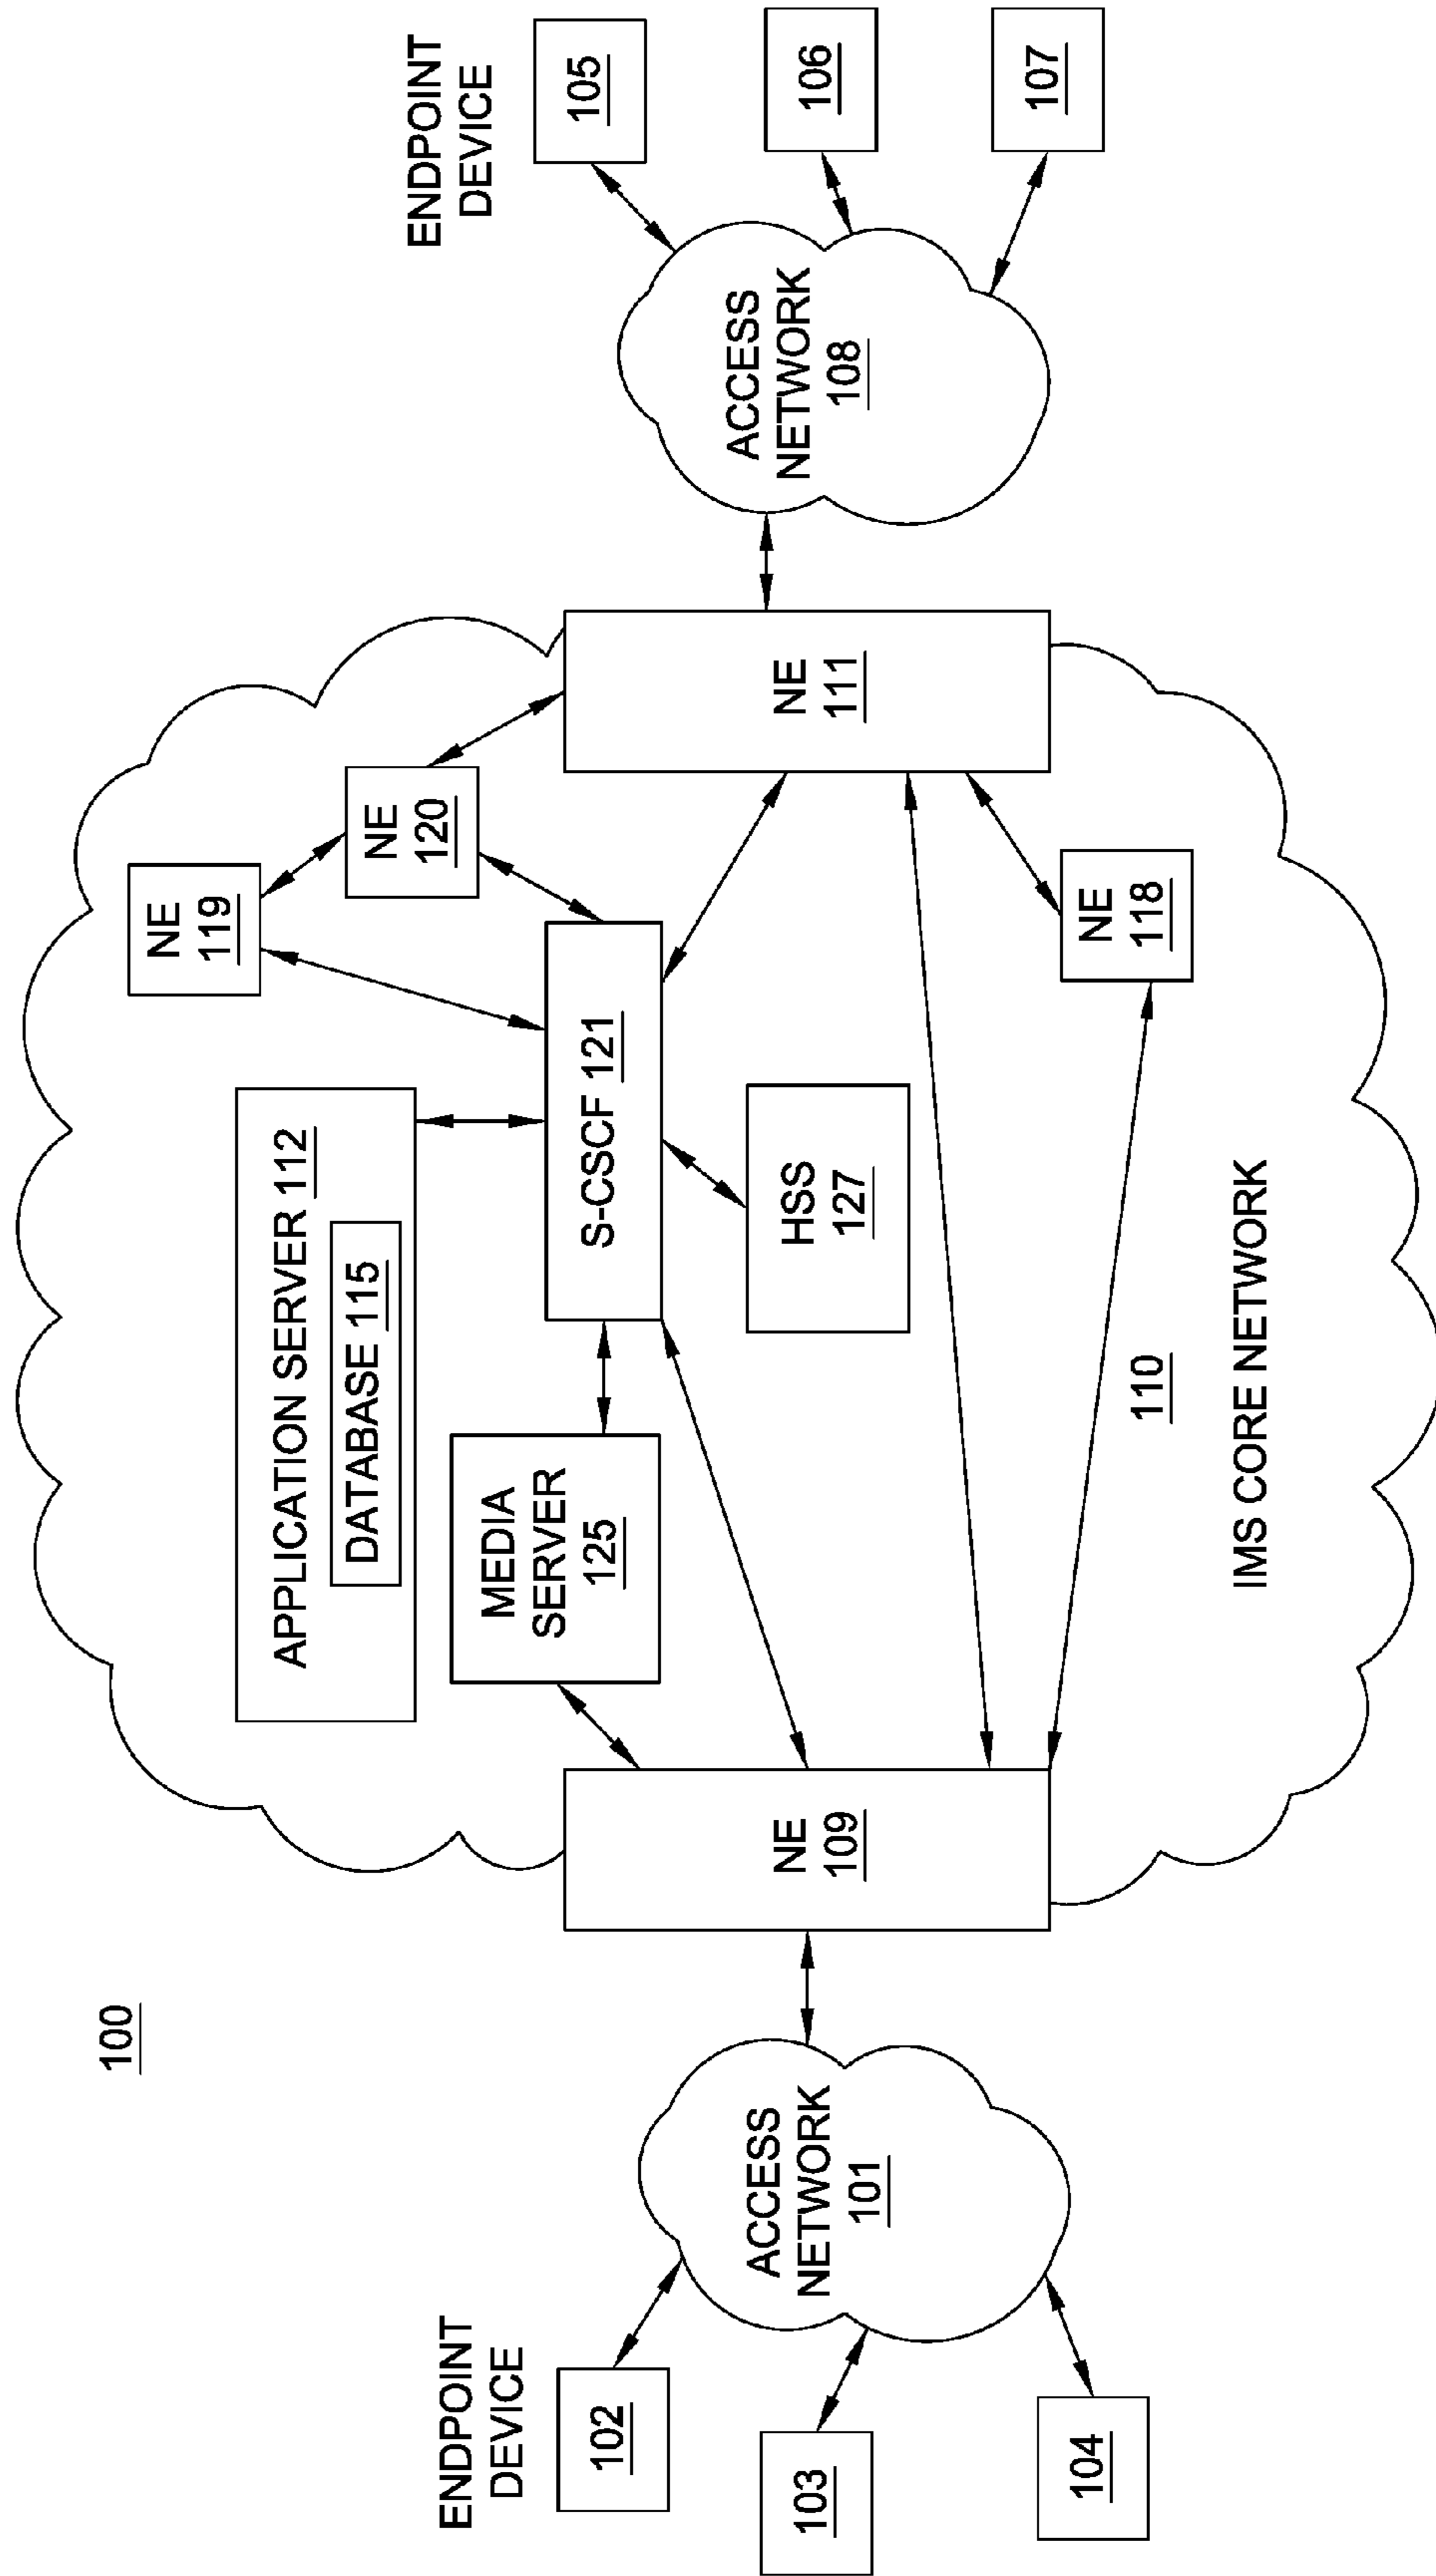 100
ENDPOINT
DEVICE
102
103
104
ACCESS
NETWORK
101
NE
109
APPLICATION SERVER 112
DATABASE 115
MEDIA
SERVER
125
S-CSCF 121
HSS
127
NE
119
NE
120
NE
118
110
IMS CORE NETWORK
NE
111
ACCESS
NETWORK
108
ENDPOINT
DEVICE
105
106
107